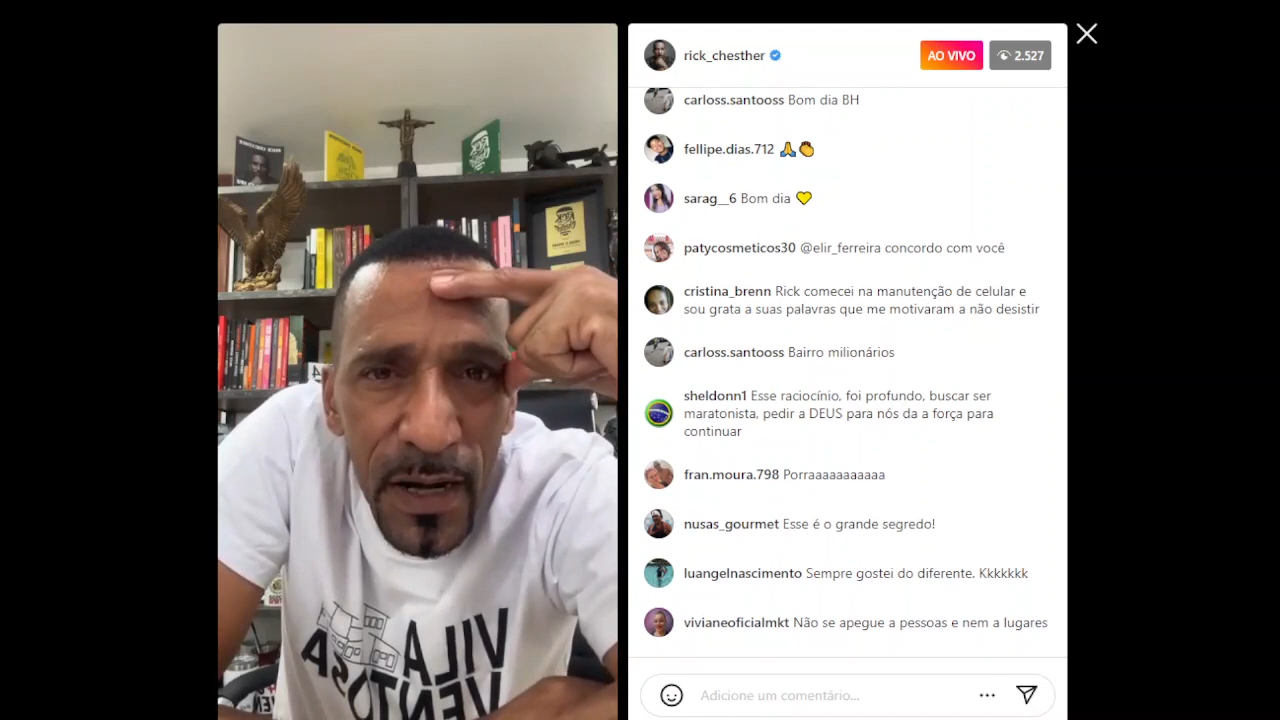 rick_chesther
AO VIVO
2.527
carloss.santooss Bom dia BH
fellipe.dias.712 🙏👏
sarag__6 Bom dia 💛
patycosmeticos30 @elir_ferreira concordo com você
cristina_brenn Rick comecei na manutenção de celular e
sou grata a suas palavras que me motivaram a não desistir
carloss.santooss Bairro milionários
sheldonn1 Esse raciocínio, foi profundo, buscar ser
maratonista, pedir a DEUS para nós da a força para
continuar
fran.moura.798 Porraaaaaaaaaaa
nusas_gourmet Esse é o grande segredo!
luangelnascimento Sempre gostei do diferente. Kkkkkkk
vivianeoficialmkt Não se apegue a pessoas e nem a lugares
Adicione um comentário...
VILA
VENTOSA